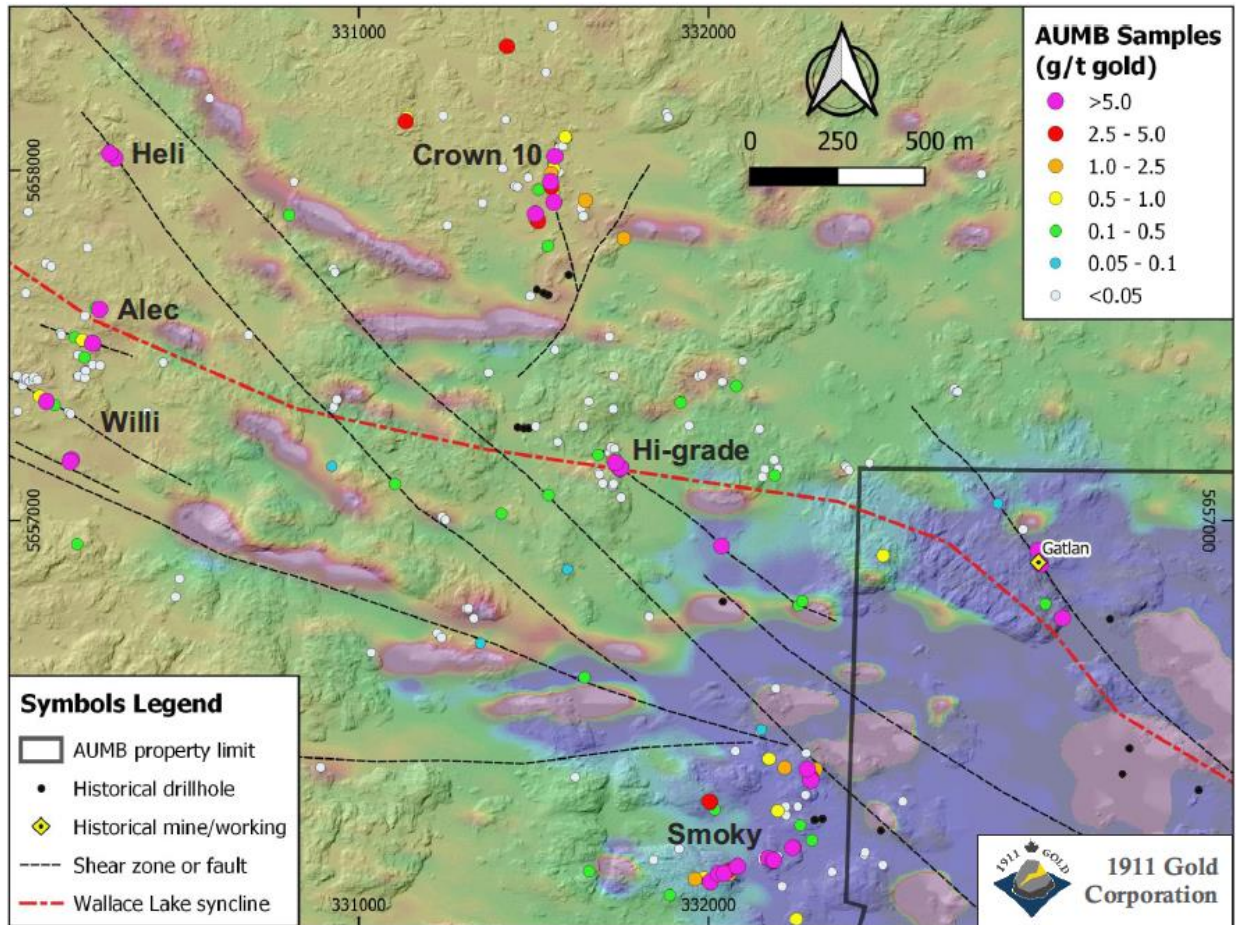 331000
332000
AUMB Samples
(g/t gold)
>5.0
2.5 - 5.0
1.0 - 2.5
0.5 - 1.0
0.1 - 0.5
0.05 - 0.1
<0.05
0 250 500 m
5658000
Heli
Crown 10
Alec
Willi
Hi-grade
5657000
5657000
Gatlan
Smoky
Symbols Legend
AUMB property limit
Historical drillhole
Historical mine/working
Shear zone or fault
Wallace Lake syncline
331000
332000
1911 GOLD
1911 Gold
Corporation